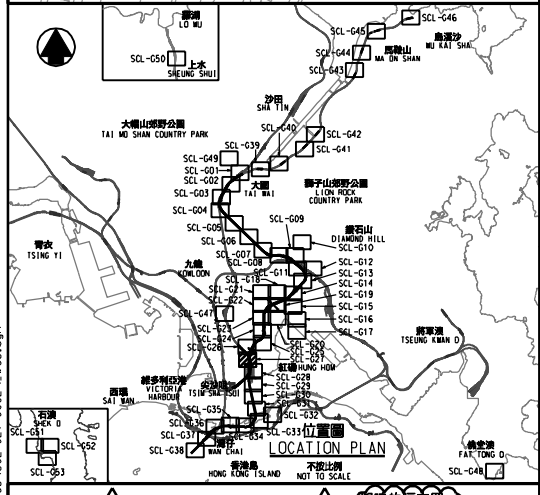 羅湖
LO WU
上水
SCL-G50
SHEUNG SHUI
SCL-G46
SCL-G45
烏溪沙
WU KAI SHA
SCL-G44
馬鞍山
MA ON SHAN
SCL-G43
沙田
SHA TIN
大帽山郊野公園
TAI MO SHAN COUNTRY PARK
SCL-G40
SCL-G42
SCL-G39
SCL-G41
SCL-G49
SCL-G01
SCL-G02
大圍
TAI WAI
獅子山郊野公園
LION ROCK
COUNTRY PARK
SCL-G03
SCL-G04
SCL-G09
SCL-G05
鑽石山
DIAMOND HILL
SCL-G06
SCL-G10
青衣
TSING YI
SCL-G07
SCL-G08
SCL-G12
九龍
KOWLOON
SCL-G11
SCL-G13
SCL-G18
SCL-G14
SCL-G21
SCL-G19
SCL-G22
SCL-G15
SCL-G47
SCL-G16
SCL-G23
SCL-G17
將軍澳
TSEUNG KWAN O
SCL-G24
SCL-G20
SCL-G26
SCL-G27
紅磡
HUNG HOM
SCL-G28
維多利亞港
VICTORIA
HARBOUR
尖沙咀
TSIM SHA TSUI
SCL-G29
SCL-G30
西環
SAI WAN
SCL-G35
SCL-G32
SCL-G36
SCL-G33
SCL-G34
SCL-G37
灣仔
WAN CHAI
SCL-G38
香港島
HONG KONG ISLAND
石澳
SHEK O
SCL-G51
SCL-G52
SCL-G53
位置圖
LOCATION PLAN
不按比例
NOT TO SCALE
佛堂澳
FAT TONG O
SCL-G48